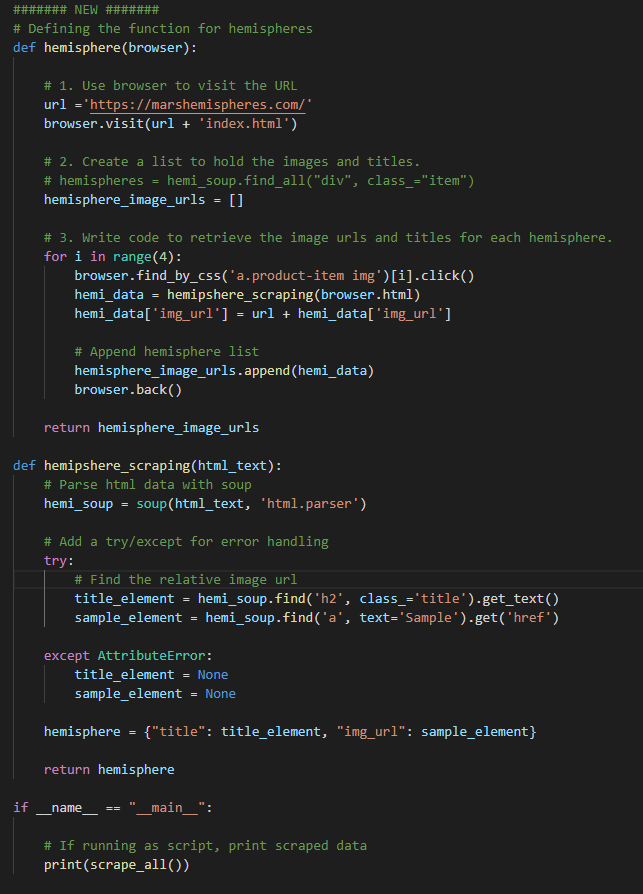 ####### NEW #######
# Defining the function for hemispheres
def hemisphere(browser):
# 1. Use browser to visit the URL
url ='https://marshemispheres.com/'
browser.visit(url + 'index.html')
# 2. Create a list to hold the images and titles.
# hemispheres = hemi_soup.find_all("div", class_="item")
hemisphere_image_urls = []
# 3. Write code to retrieve the image urls and titles for each hemisphere.
for i in range(4):
browser.find_by_css('a.product-item img')[i].click()
hemi_data = hemipshere_scraping(browser.html)
hemi_data['img_url'] = url + hemi_data['img_url']
# Append hemisphere list
hemisphere_image_urls.append(hemi_data)
browser.back()
return hemisphere_image_urls
def hemipshere_scraping(html_text):
# Parse html data with soup
hemi_soup = soup(html_text, 'html.parser')
# Add a try/except for error handling
try:
# Find the relative image url
title_element = hemi_soup.find('h2', class_='title').get_text()
sample_element = hemi_soup.find('a', text='Sample').get('href')
except AttributeError:
title_element = None
sample_element = None
hemisphere = {"title": title_element, "img_url": sample_element}
return hemisphere
if __name__ == "__main__":
# If running as script, print scraped data
print(scrape_all())